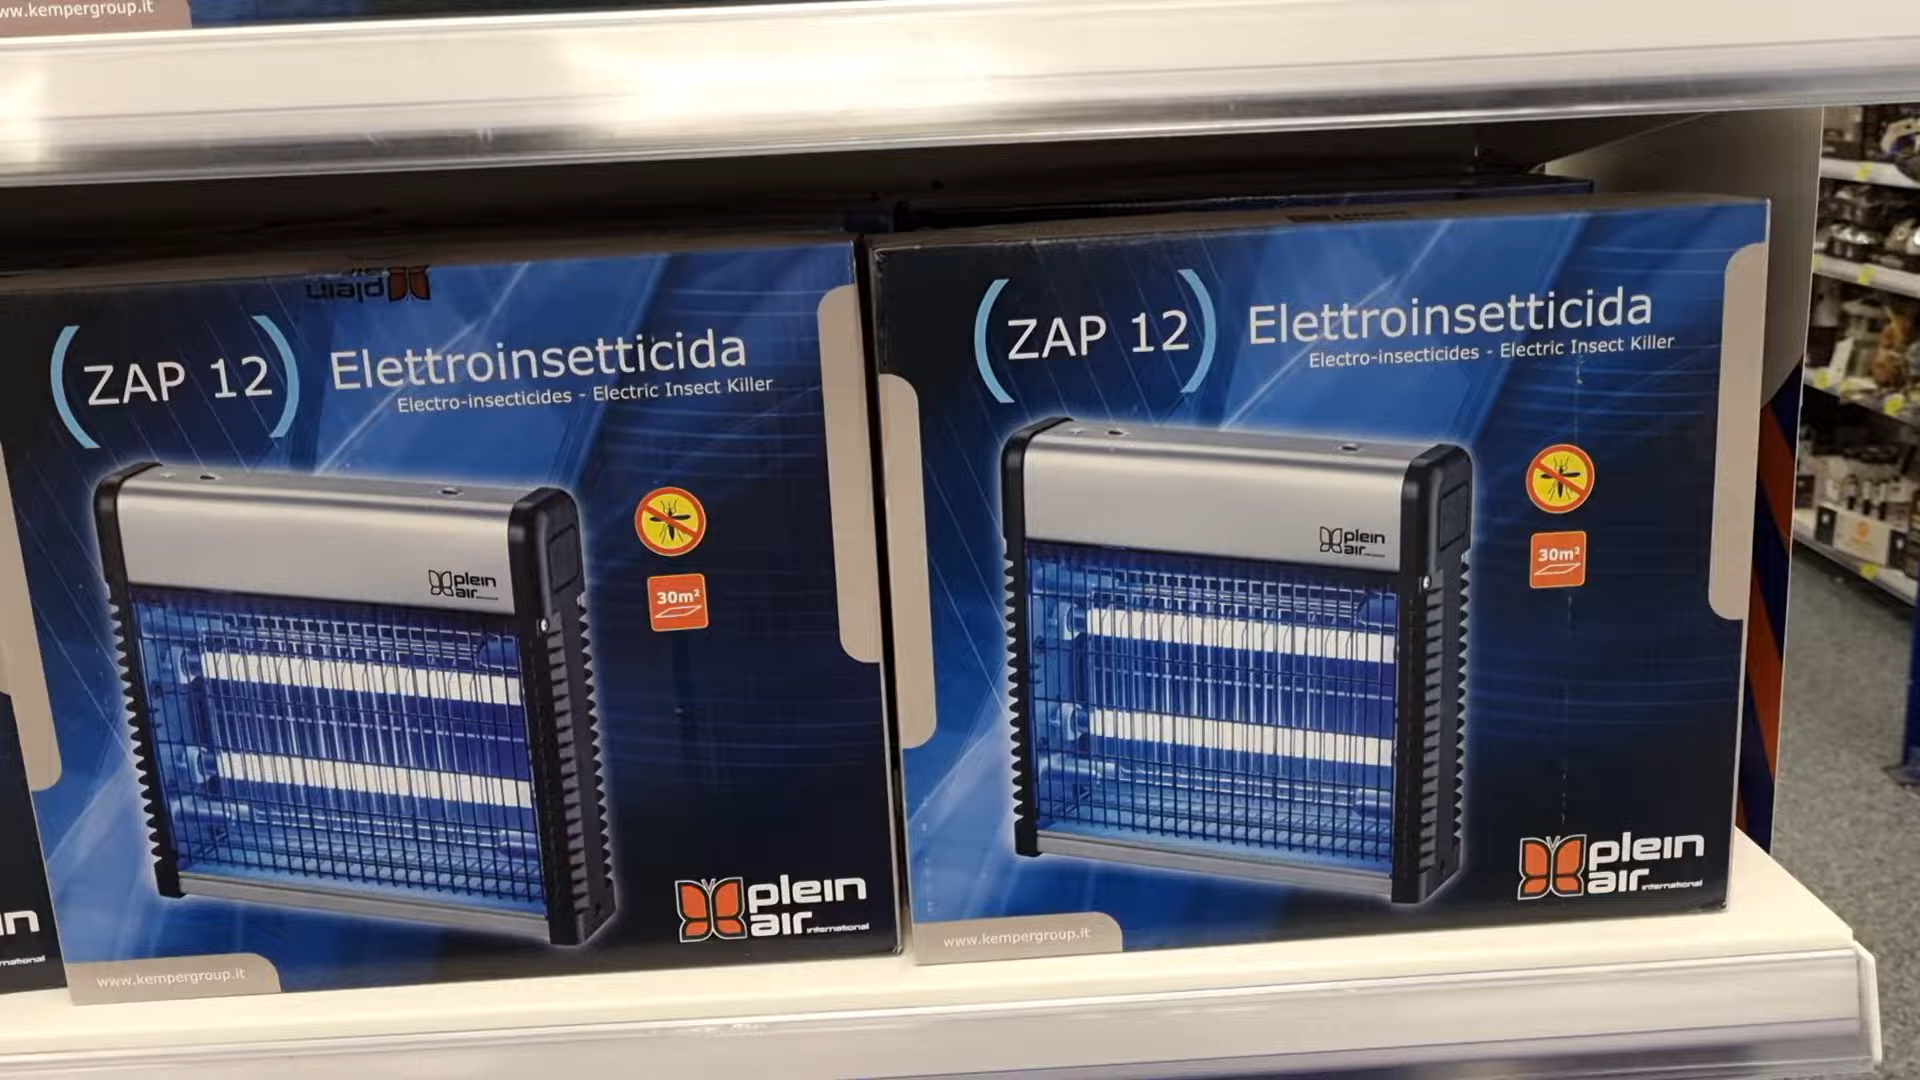 www.kempergroup.it
plein
(ZAP 12)
Elettroinsetticida
Electro-insecticides - Electric Insect Killer
plein
air
30m²
plein
air international
www.kempergroup.it
(ZAP 12)
Elettroinsetticida
Electro-insecticides - Electric Insect Killer
plein
air
30m²
plein
air international
www.kempergroup.it